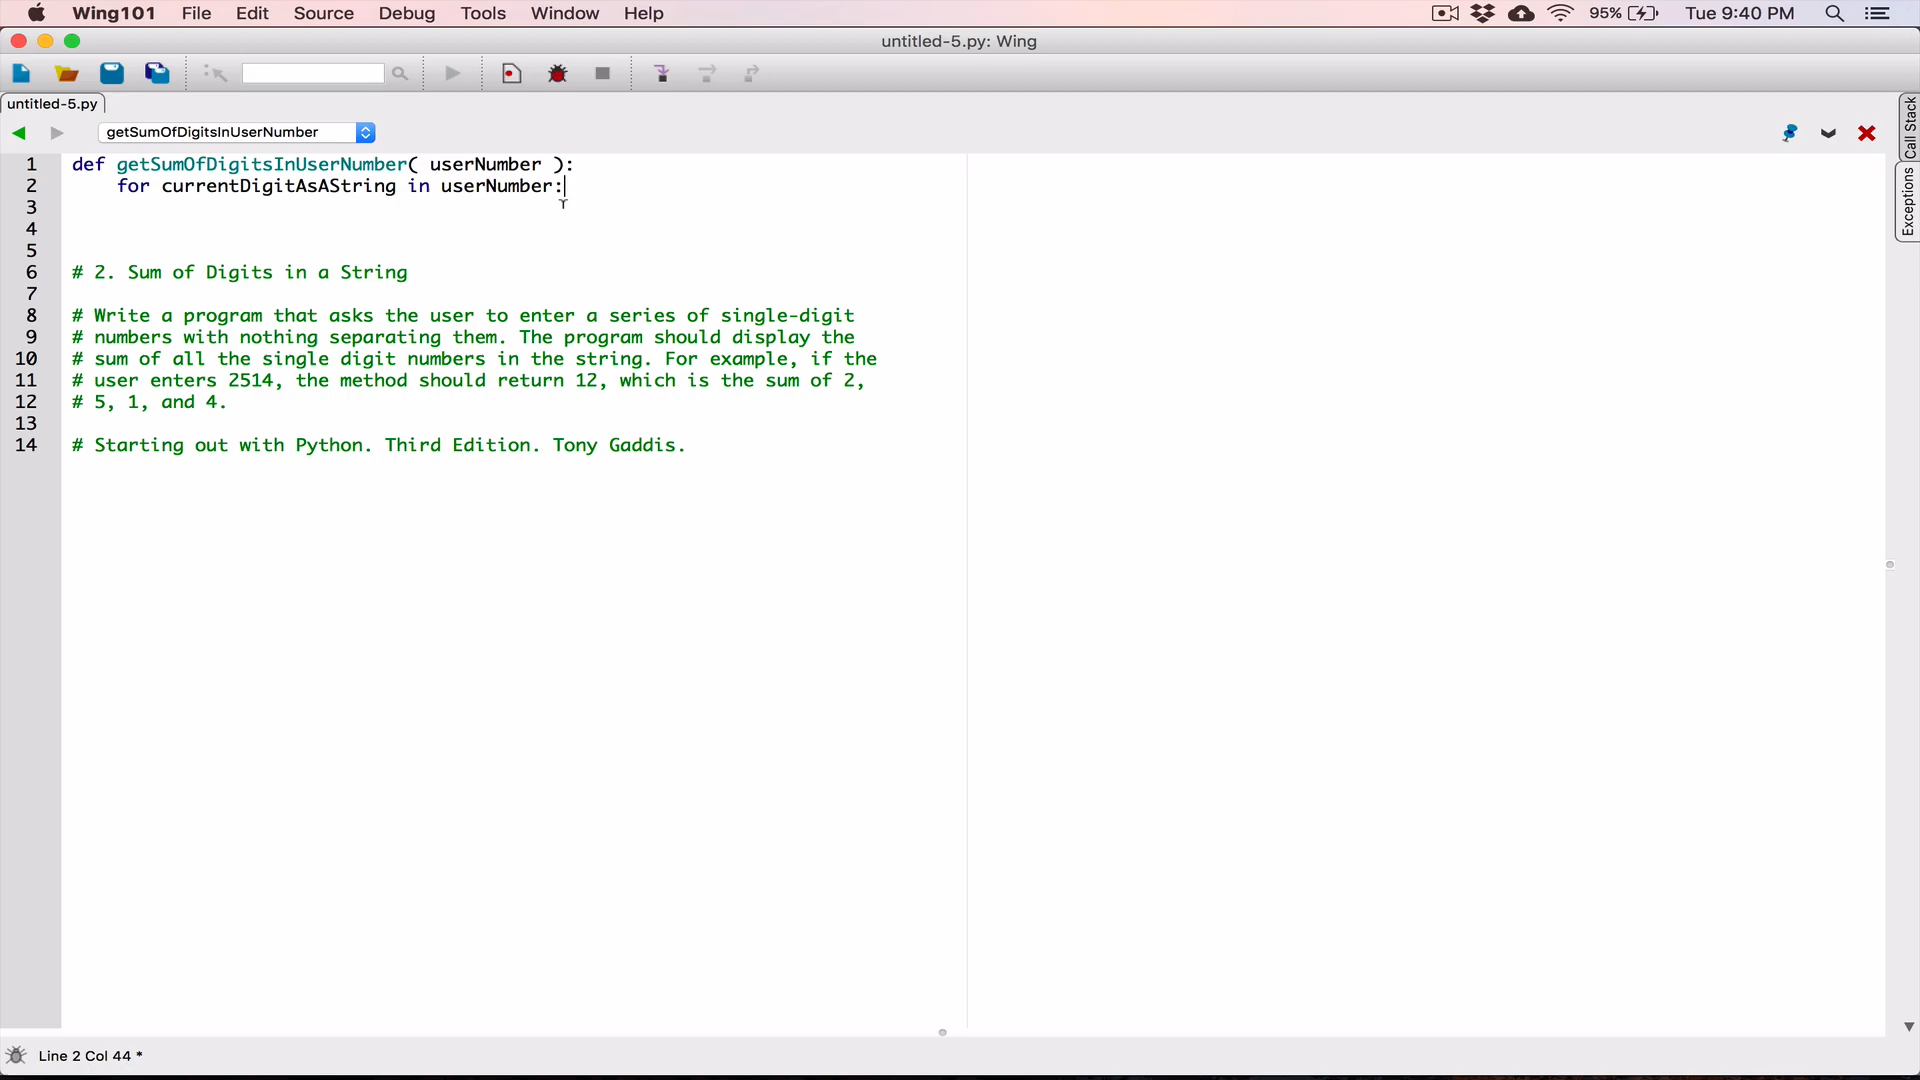 Wing101 File Edit Source Debug Tools Window Help 95% Tue 9:40 PM
untitled-5.py: Wing
untitled-5.py
getSumOfDigitsInUserNumber
Call Stack
Exceptions
1 def getSumOfDigitsInUserNumber( userNumber ):
2 for currentDigitAsAString in userNumber:
3
4
5
6 # 2. Sum of Digits in a String
7
8 # Write a program that asks the user to enter a series of single-digit
9 # numbers with nothing separating them. The program should display the
10 # sum of all the single digit numbers in the string. For example, if the
11 # user enters 2514, the method should return 12, which is the sum of 2,
12 # 5, 1, and 4.
13
14 # Starting out with Python. Third Edition. Tony Gaddis.
Line 2 Col 44 *